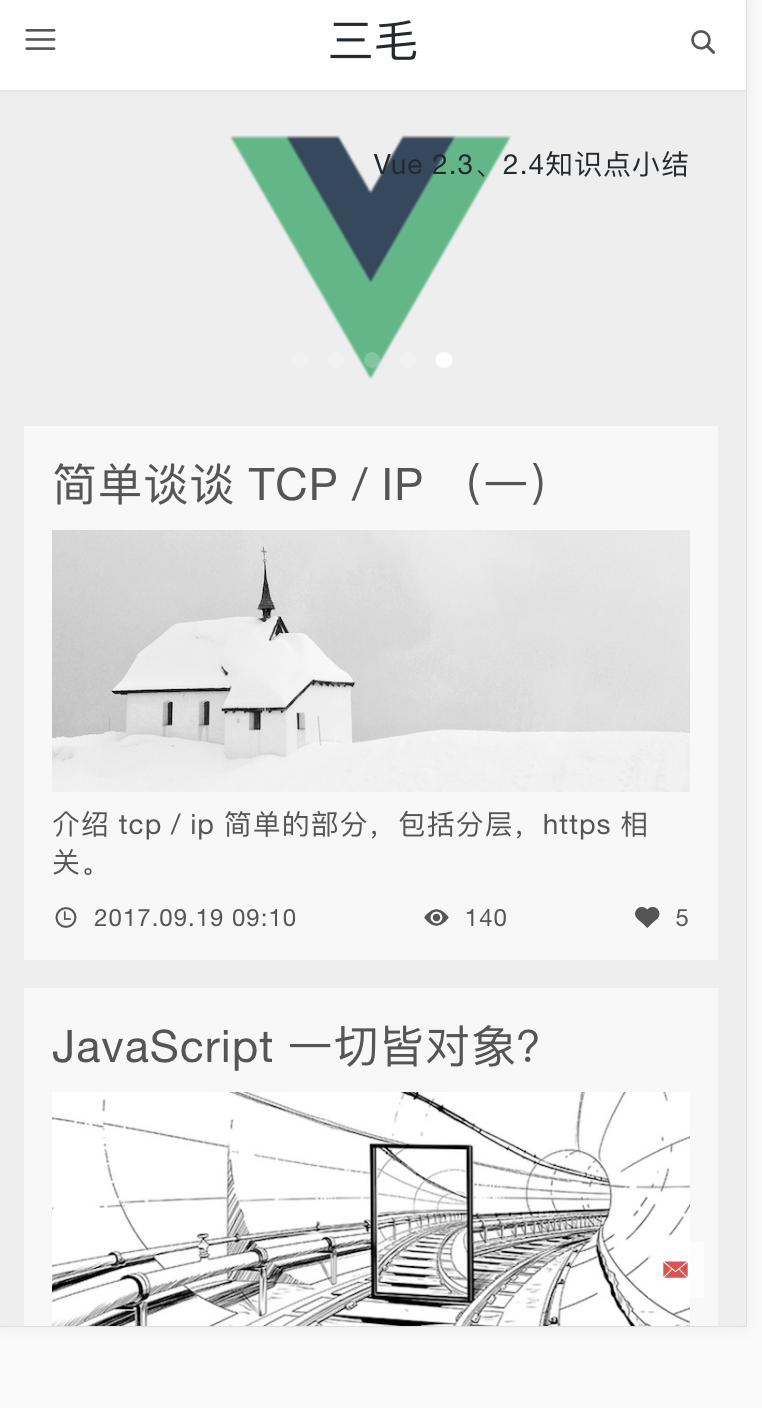 三毛
Vue 2.3、2.4知识点小结
简单谈谈 TCP / IP （一）
介绍 tcp / ip 简单的部分，包括分层，https 相
关。
2017.09.19 09:10 140 5
JavaScript 一切皆对象?